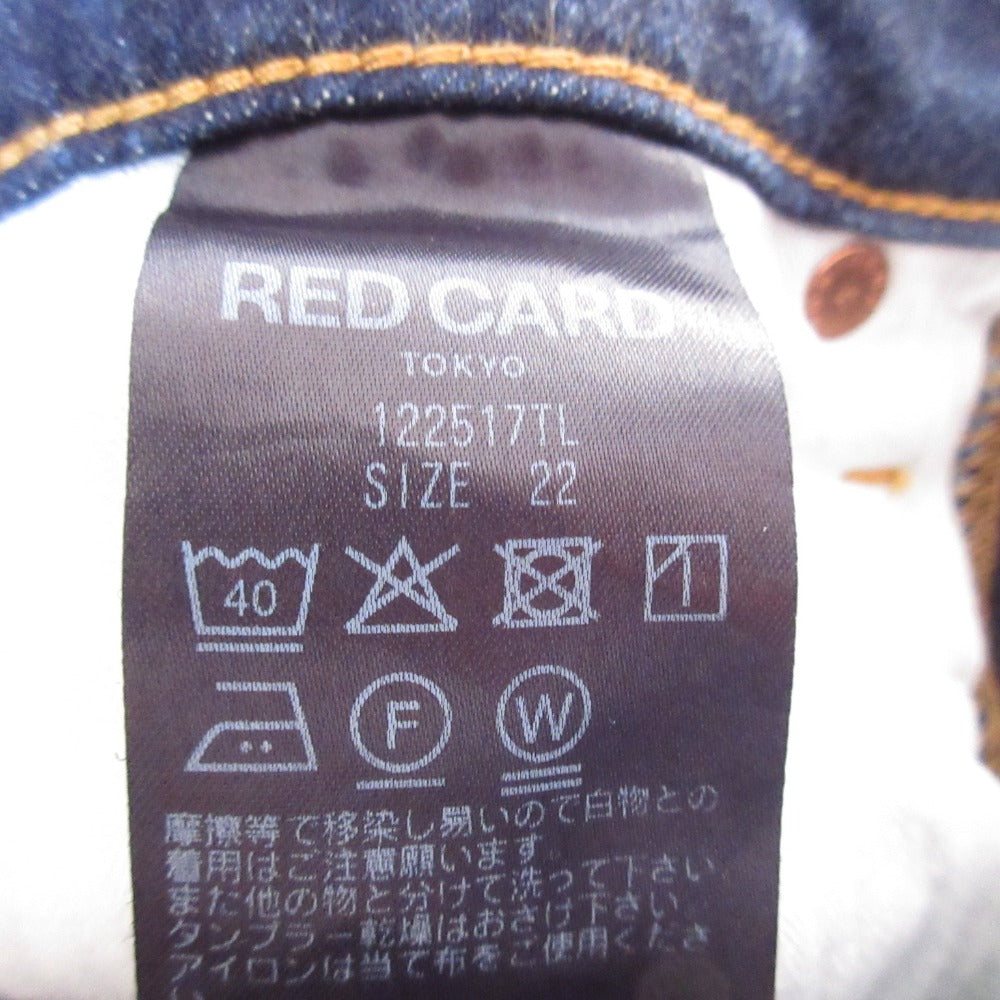 RED CARD
TOKYO
122517TL
SIZE 22
40
F
W
摩擦等で移染し易いので白物との
着用はご注意願います。
また他の物と分けて洗って下さい
タンブラー乾燥はおさけ下さい
アイロンは当て布をご使用くださ
い